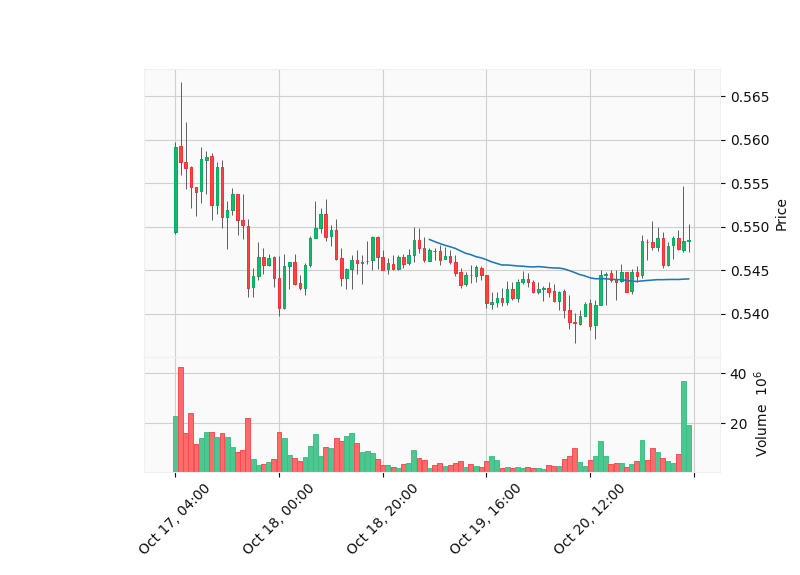 0.565
0.560
0.555
0.550
0.545
0.540
Price
40
20
Volume 10⁶
Oct 17, 04:00
Oct 18, 00:00
Oct 18, 20:00
Oct 19, 16:00
Oct 20, 12:00